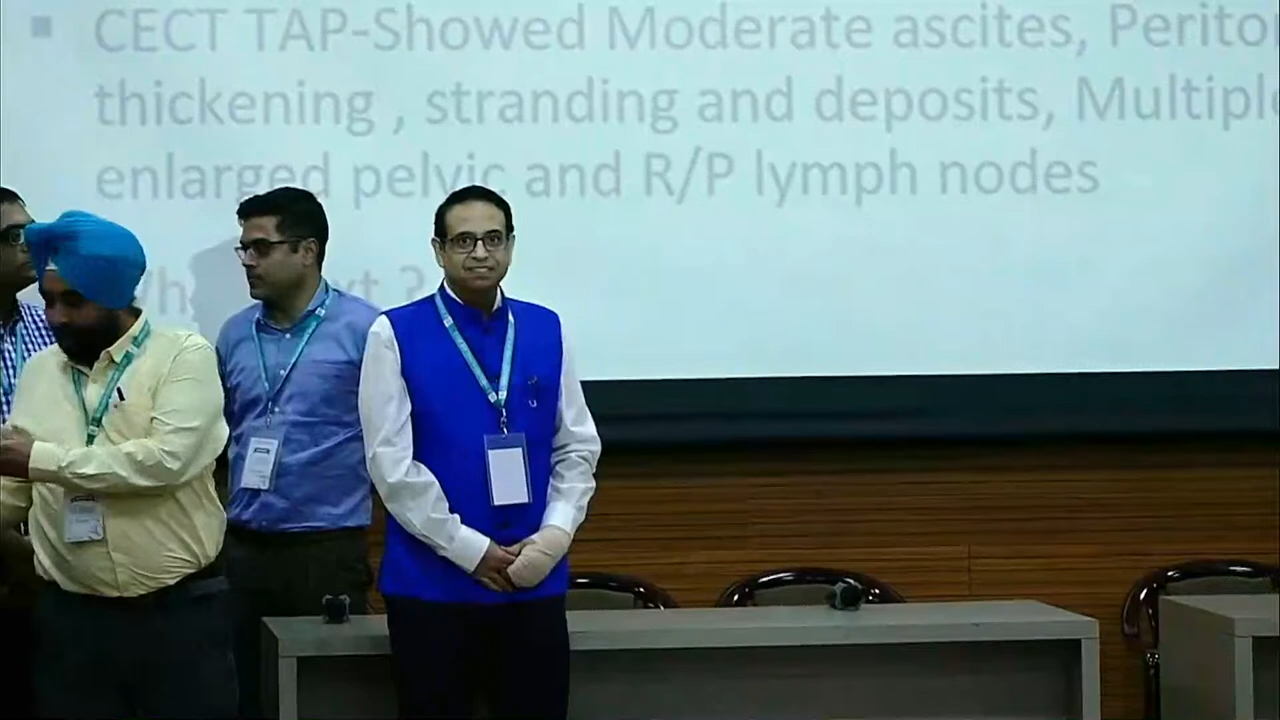 CECT TAP-Showed Moderate ascites, Perito
thickening , stranding and deposits, Multiple
enlarged pelvic and R/P lymph nodes
?